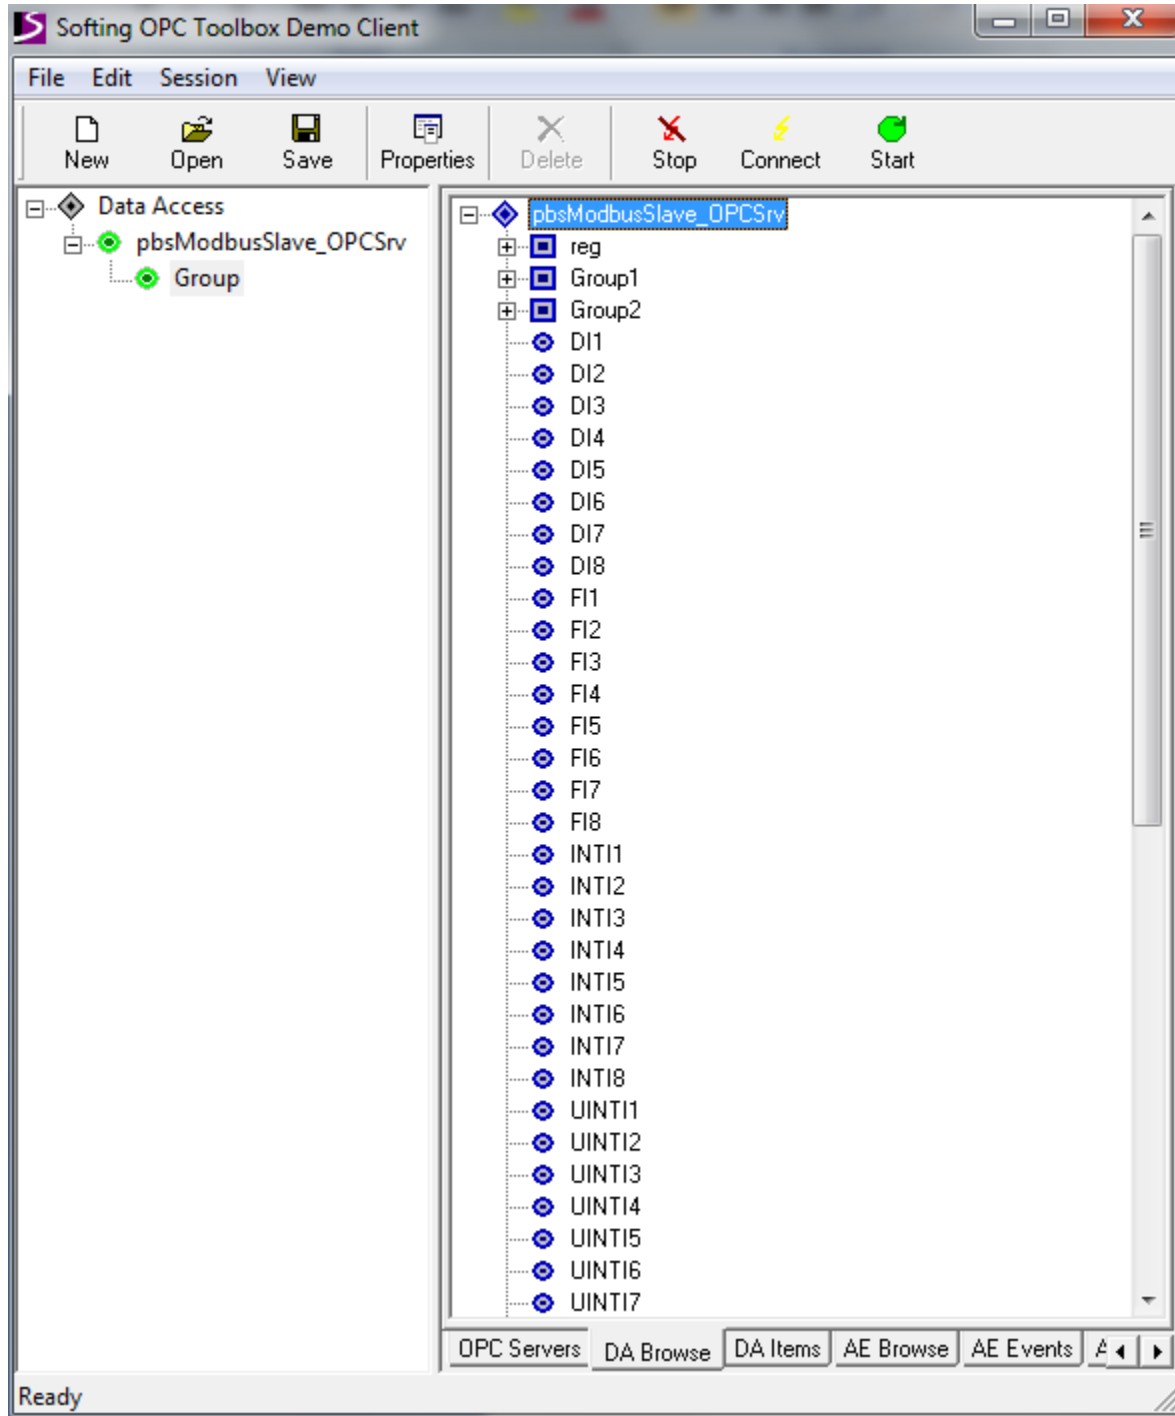 Softing OPC Toolbox Demo Client
File Edit Session View
New Open Save Properties Delete Stop Connect Start
Data Access
pbsModbusSlave_OPCSrv
Group
pbsModbusSlave_OPCSrv
reg
Group1
Group2
DI1
DI2
DI3
DI4
DI5
DI6
DI7
DI8
FI1
FI2
FI3
FI4
FI5
FI6
FI7
FI8
INTI1
INTI2
INTI3
INTI4
INTI5
INTI6
INTI7
INTI8
UINTI1
UINTI2
UINTI3
UINTI4
UINTI5
UINTI6
UINTI7
OPC Servers DA Browse DA Items AE Browse AE Events
Ready